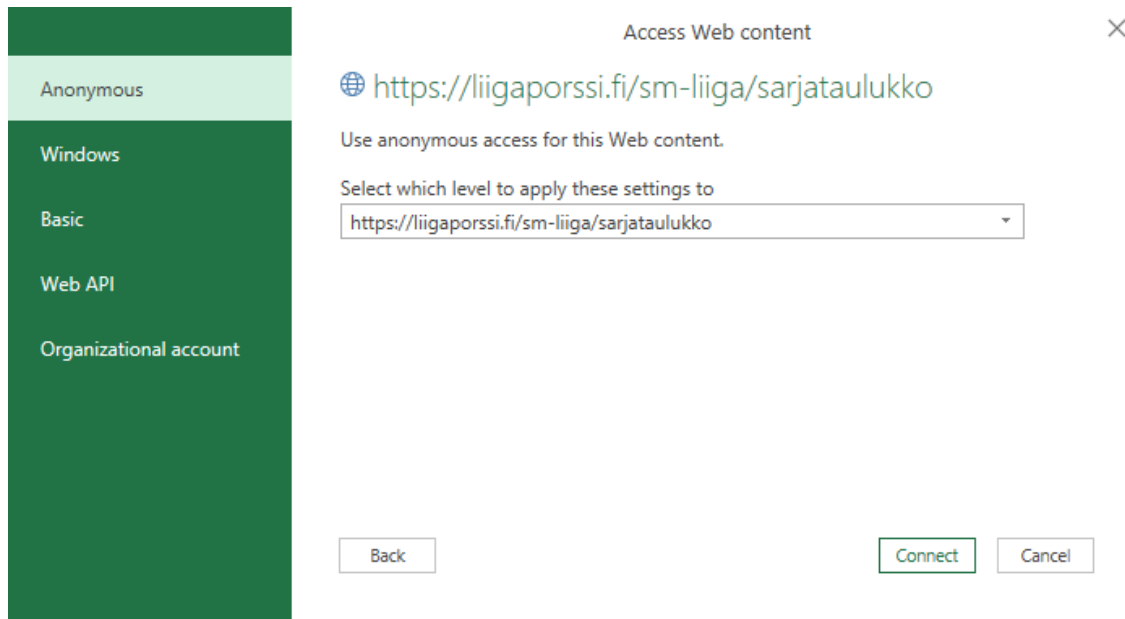 Access Web content
Anonymous
Windows
Basic
Web API
Organizational account
https://liigaporssi.fi/sm-liiga/sarjataulukko
Use anonymous access for this Web content.
Select which level to apply these settings to
https://liigaporssi.fi/sm-liiga/sarjataulukko
Back
Connect
Cancel